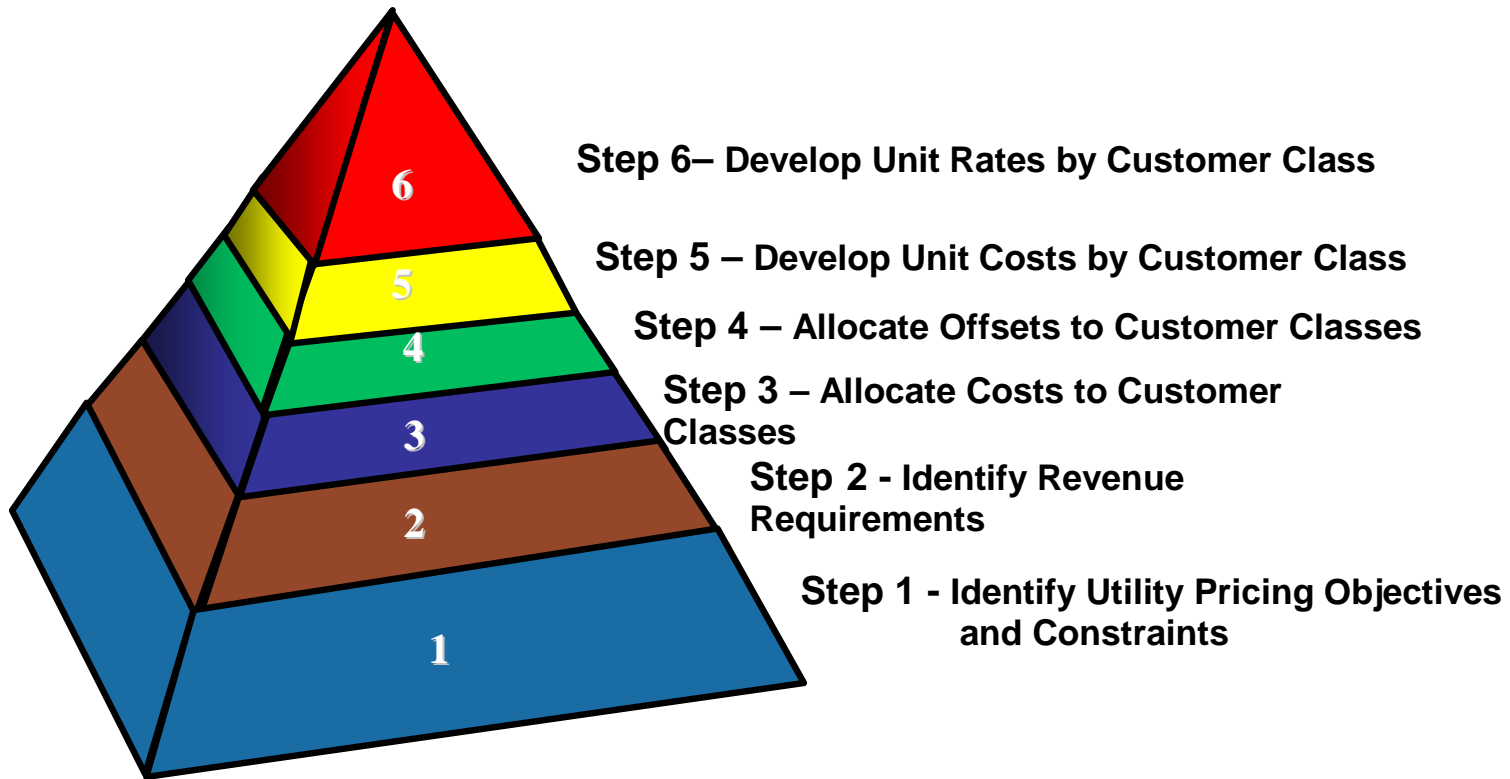 6
Step 6– Develop Unit Rates by Customer Class
5
Step 5 – Develop Unit Costs by Customer Class
4
Step 4 – Allocate Offsets to Customer Classes
3
Step 3 – Allocate Costs to Customer
Classes
2
Step 2 - Identify Revenue
Requirements
1
Step 1 - Identify Utility Pricing Objectives
and Constraints